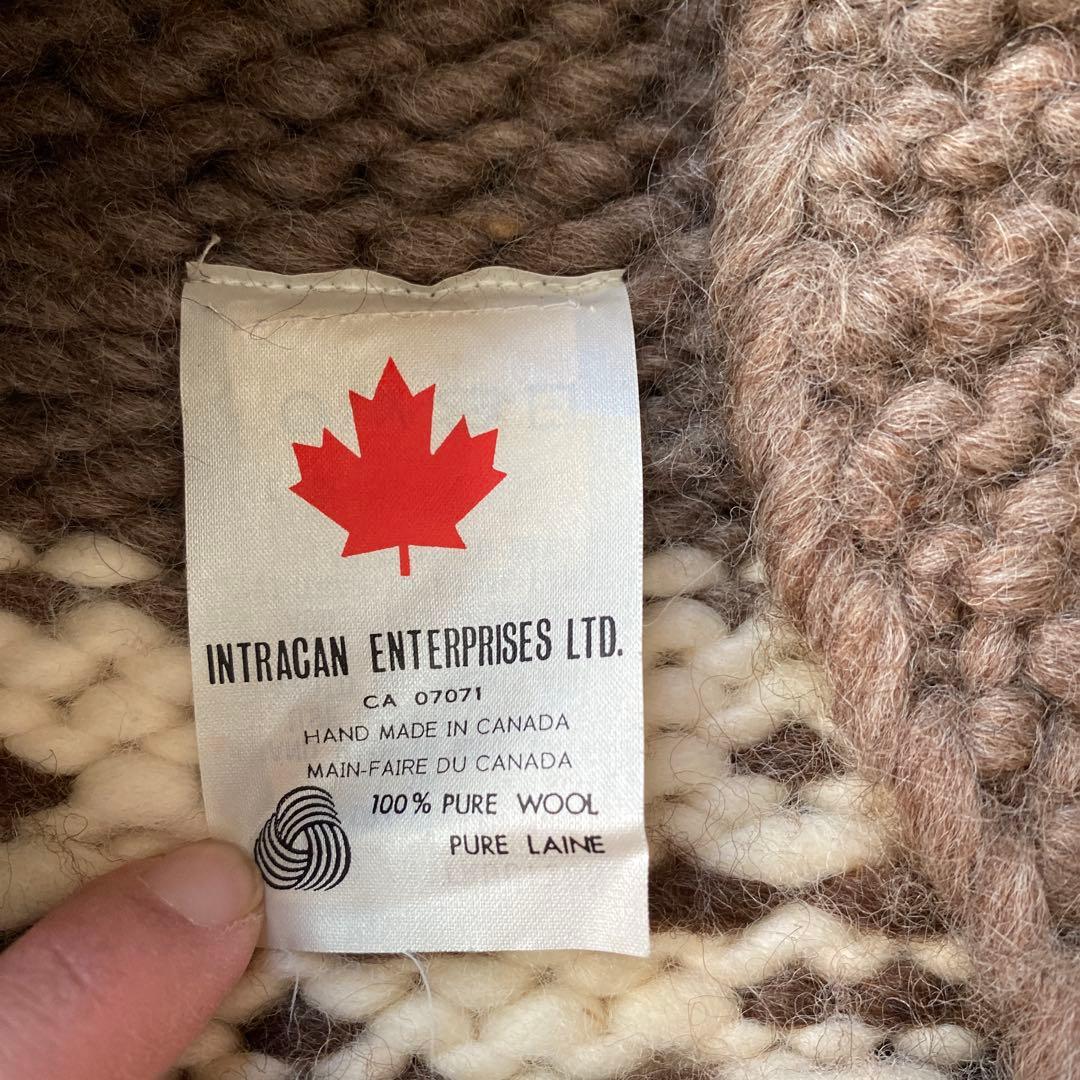 INTRACAN ENTERPRISES LTD.
CA 07071
HAND MADE IN CANADA
MAIN-FAIRE DU CANADA
100% PURE WOOL
PURE LAINE